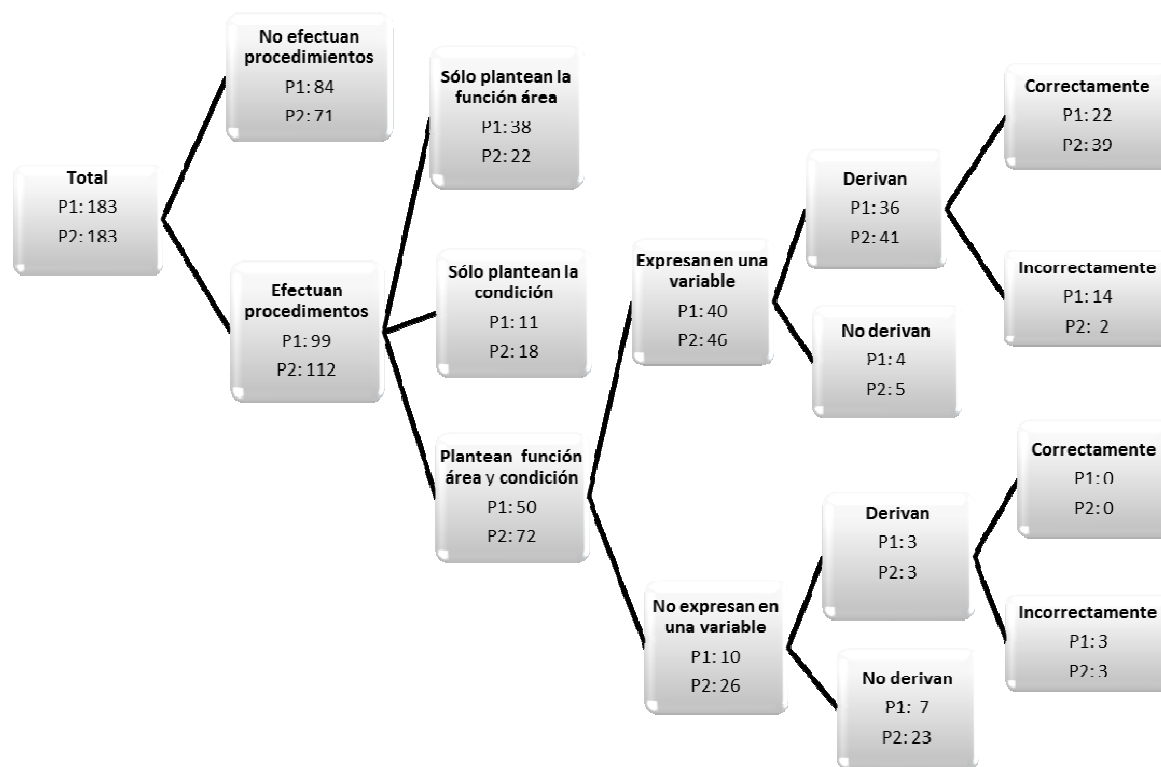 No efectuan
procedimientos
P1: 84
P2: 71
Sólo plantean la
función área
P1: 38
P2: 22
Correctamente
P1: 22
P2: 39
Total
P1: 183
P2: 183
Derivan
P1: 36
P2: 41
Efectuan
procedimentos
P1: 99
P2: 112
Sólo plantean la
condición
P1: 11
P2: 18
Expresan en una
variable
P1: 40
P2: 46
Incorrectamente
P1: 14
P2: 2
No derivan
P1: 4
P2: 5
Plantean función
área y condición
P1: 50
P2: 72
Correctamente
P1: 0
P2: 0
Derivan
P1: 3
P2: 3
No expresan en
una variable
P1: 10
P2: 26
Incorrectamente
P1: 3
P2: 3
No derivan
P1: 7
P2: 23